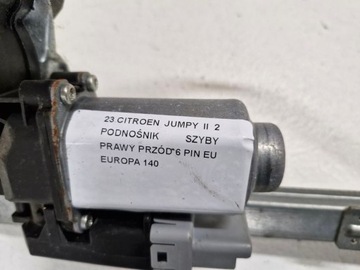 23 CITROEN JUMPY II 2
PODNOŚNIK SZYBY
PRAWY PRZÓD*6 PIN EU
EUROPA 140